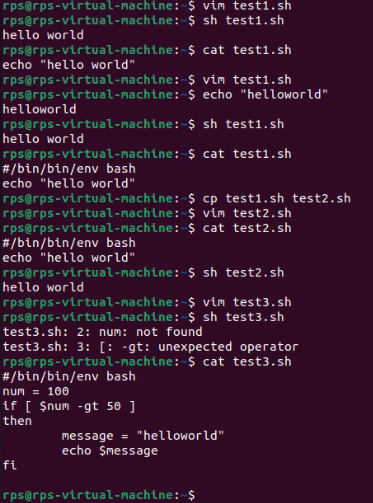 rps@rps-virtual-machine:~$ vim test1.sh
rps@rps-virtual-machine:~$ sh test1.sh
hello world
rps@rps-virtual-machine:~$ cat test1.sh
echo "hello world"
rps@rps-virtual-machine:~$ vim test1.sh
rps@rps-virtual-machine:~$ echo "helloworld"
helloworld
rps@rps-virtual-machine:~$ sh test1.sh
hello world
rps@rps-virtual-machine:~$ cat test1.sh
#/bin/bin/env bash
echo "hello world"
rps@rps-virtual-machine:~$ cp test1.sh test2.sh
rps@rps-virtual-machine:~$ vim test2.sh
rps@rps-virtual-machine:~$ cat test2.sh
#/bin/bin/env bash
echo "hello world"
rps@rps-virtual-machine:~$ sh test2.sh
hello world
rps@rps-virtual-machine:~$ vim test3.sh
rps@rps-virtual-machine:~$ sh test3.sh
test3.sh: 2: num: not found
test3.sh: 3: [: -gt: unexpected operator
rps@rps-virtual-machine:~$ cat test3.sh
#/bin/bin/env bash
num = 100
if [ $num -gt 50 ]
then
        message = "helloworld"
        echo $message
fi

rps@rps-virtual-machine:~$